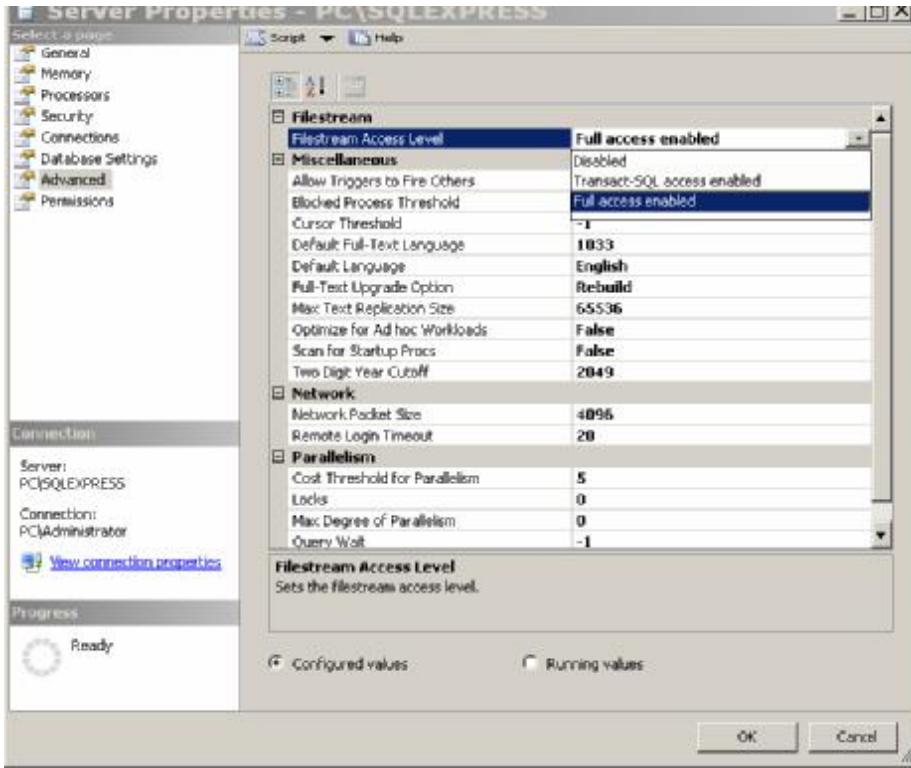 Server Properties - PC\SQLEXPRESS
Select a page
General
Memory
Processors
Security
Connections
Database Settings
Advanced
Permissions
Script Help
Filestream
Filestream Access Level Full access enabled
Disabled
Transact-SQL access enabled
Full access enabled
Miscellaneous
Allow Triggers to Fire Others
Blocked Process Threshold
Cursor Threshold -1
Default Full-Text Language 1033
Default Language English
Full-Text Upgrade Option Rebuild
Max Text Replication Size 65536
Optimize for Ad hoc Workloads False
Scan for Startup Procs False
Two Digit Year Cutoff 2049
Network
Network Packet Size 4096
Remote Login Timeout 20
Parallelism
Cost Threshold for Parallelism 5
Locks 0
Max Degree of Parallelism 0
Query Wait -1
Filestream Access Level
Sets the filestream access level.
Configured values Running values
Connection
Server:
PC\SQLEXPRESS
Connection:
PC\Administrator
View connection properties
Progress
Ready
OK Cancel